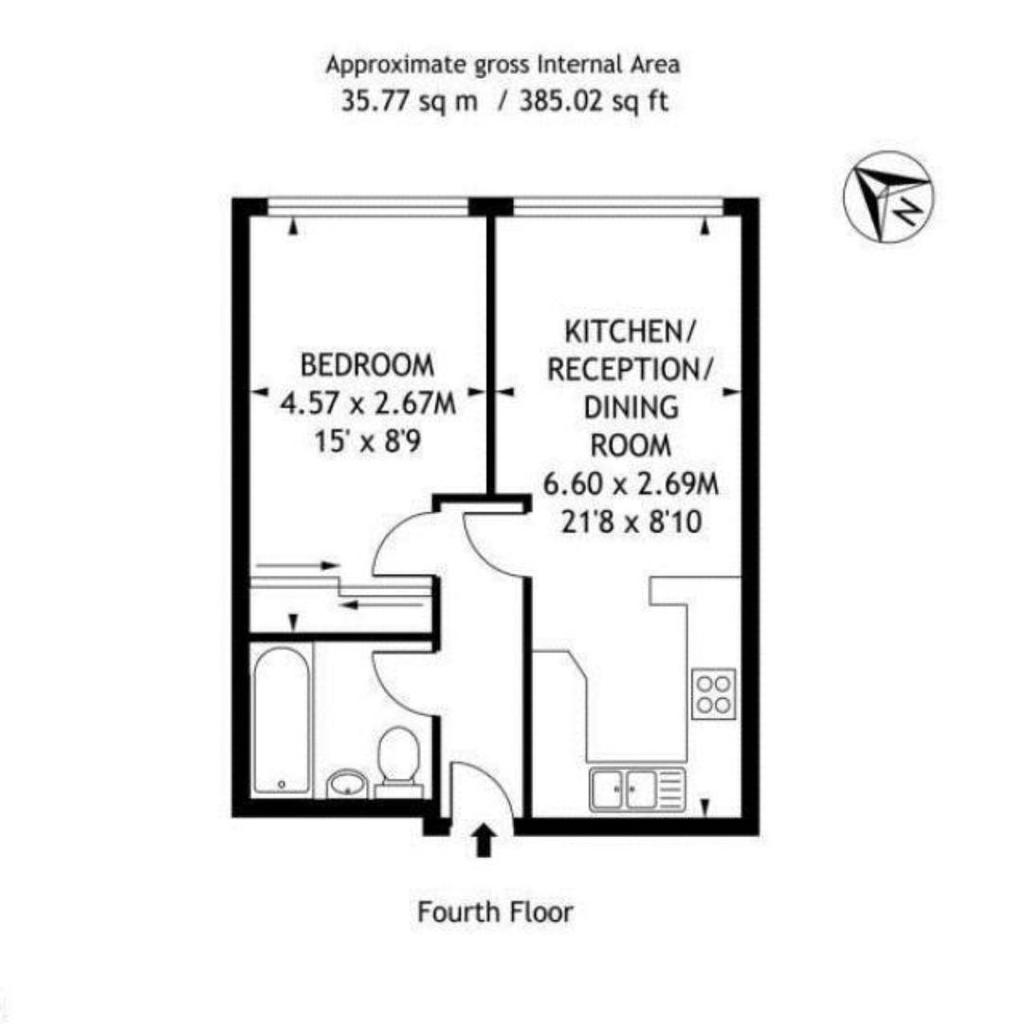 Approximate gross Internal Area
35.77 sq m / 385.02 sq ft
N
BEDROOM
4.57 x 2.67M
15' x 8'9
KITCHEN/
RECEPTION/
DINING
ROOM
6.60 x 2.69M
21'8 x 8'10
Fourth Floor